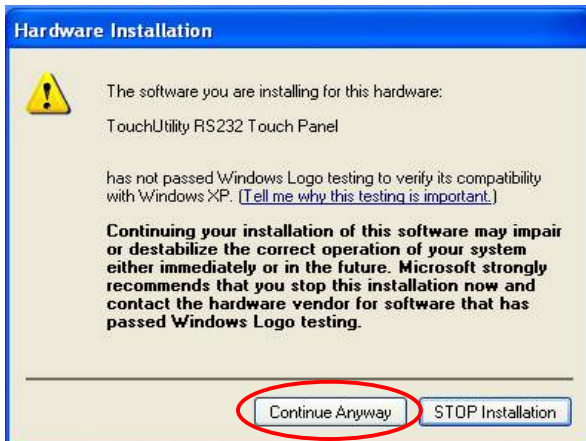 Hardware Installation
The software you are installing for this hardware:
TouchUtility RS232 Touch Panel
has not passed Windows Logo testing to verify its compatibility
with Windows XP. (Tell me why this testing is important.)
Continuing your installation of this software may impair
or destabilize the correct operation of your system
either immediately or in the future. Microsoft strongly
recommends that you stop this installation now and
contact the hardware vendor for software that has
passed Windows Logo testing.
Continue Anyway STOP Installation